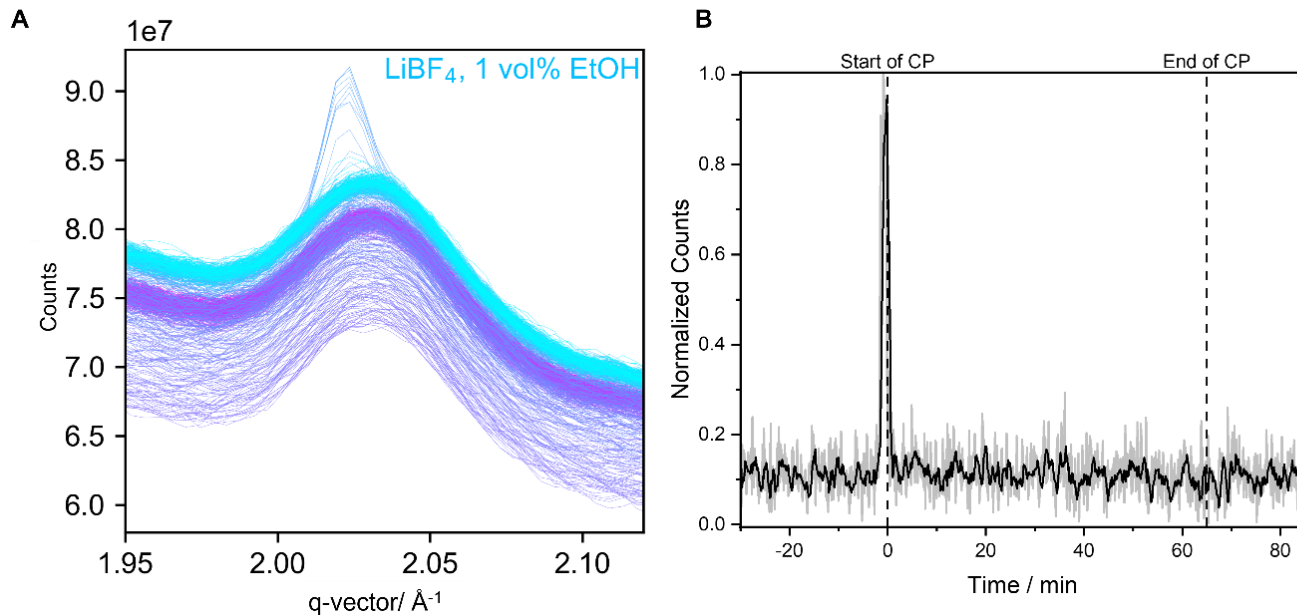 A
1e7
LiBF₄, 1 vol% EtOH
9.0
8.5
8.0
7.5
7.0
6.5
6.0
Counts
1.95
2.00
2.05
2.10
q-vector/ Å⁻¹
B
Start of CP
End of CP
1.0
0.8
0.6
0.4
0.2
0.0
Normalized Counts
-20
0
20
40
60
80
Time / min